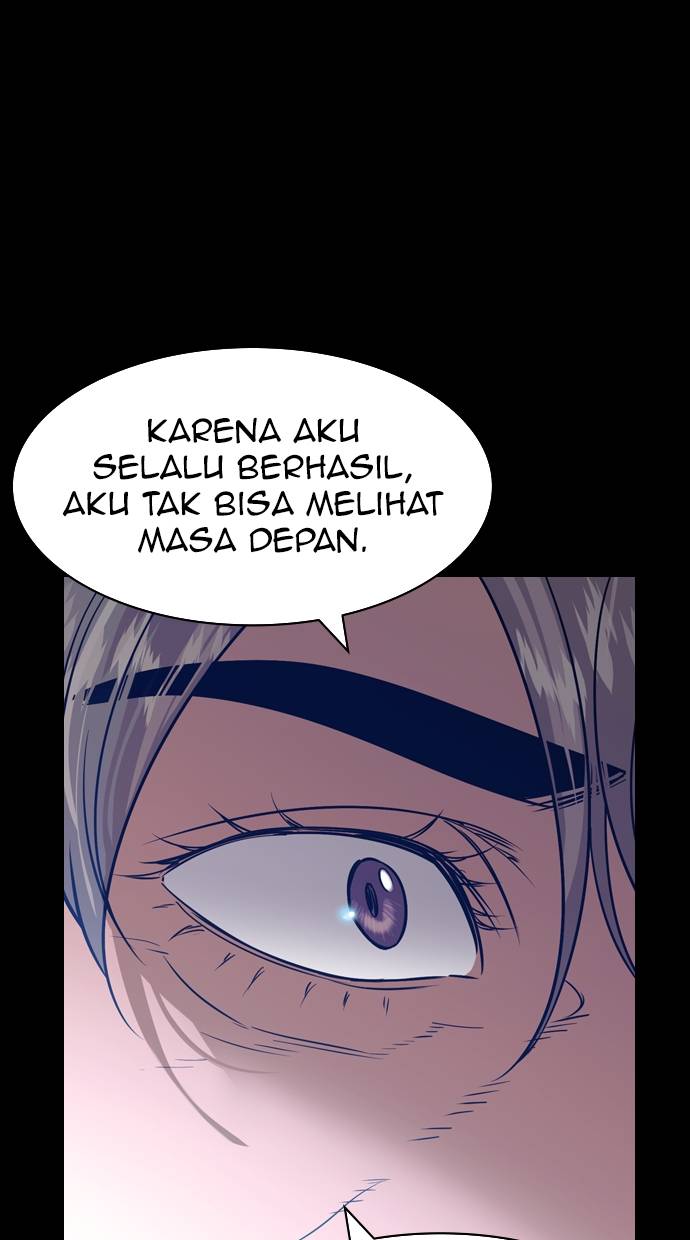 KARENA AKU
SELALU BERHASIL,
AKU TAK BISA MELIHAT
MASA DEPAN.